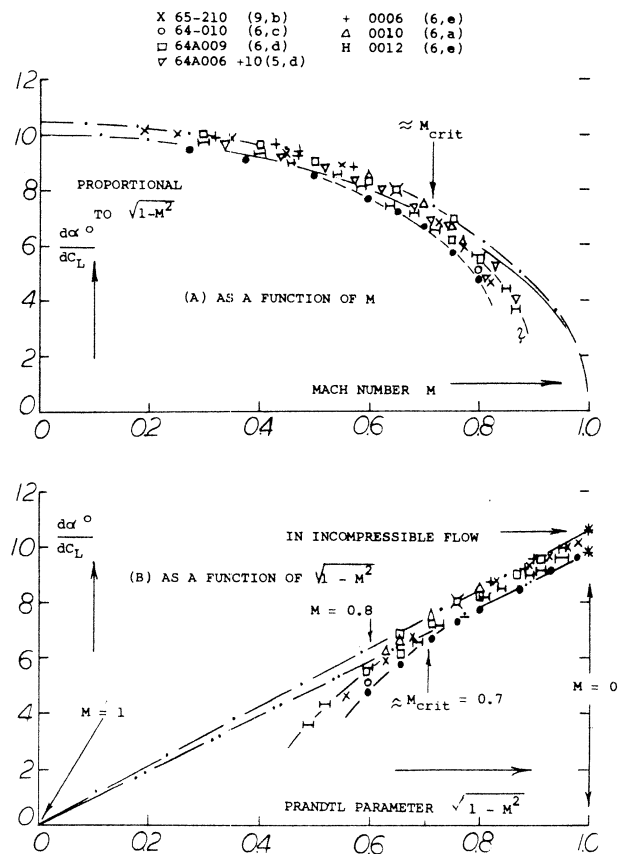 X 65-210 (9,b) + 0006 (6,e)
o 64-010 (6,c) △ 0010 (6,a)
□ 64A009 (6,d) H 0012 (6,e)
▽ 64A006 +10(5,d)
12
10
8
6
4
2
0
PROPORTIONAL
TO √1-M²
dα°
dC_L
≈ M_crit
(A) AS A FUNCTION OF M
MACH NUMBER M
0 0.2 0.4 0.6 0.8 1.0
12
10
8
6
4
2
0
dα°
dC_L
IN INCOMPRESSIBLE FLOW
(B) AS A FUNCTION OF √1 - M²
M = 0.8
M = 0
≈ M_crit = 0.7
M = 1
PRANDTL PARAMETER √1 - M²
0 0.2 0.4 0.6 0.8 1.0